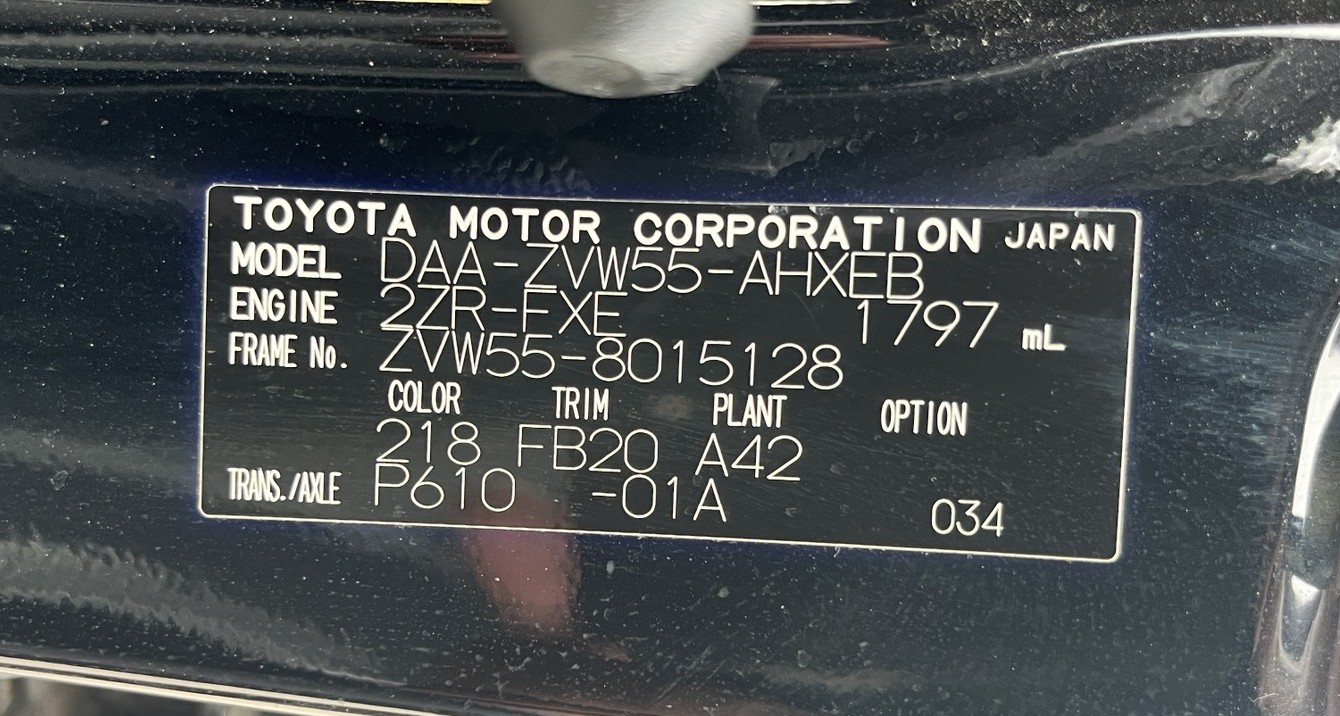 TOYOTA MOTOR CORPORATION JAPAN
MODEL DAA-ZVW55-AHXEB
ENGINE 2ZR-FXE 1797 mL
FRAME No. ZVW55-8015128
COLOR TRIM PLANT OPTION
218 FB20 A42
TRANS./AXLE P610 -01A 034